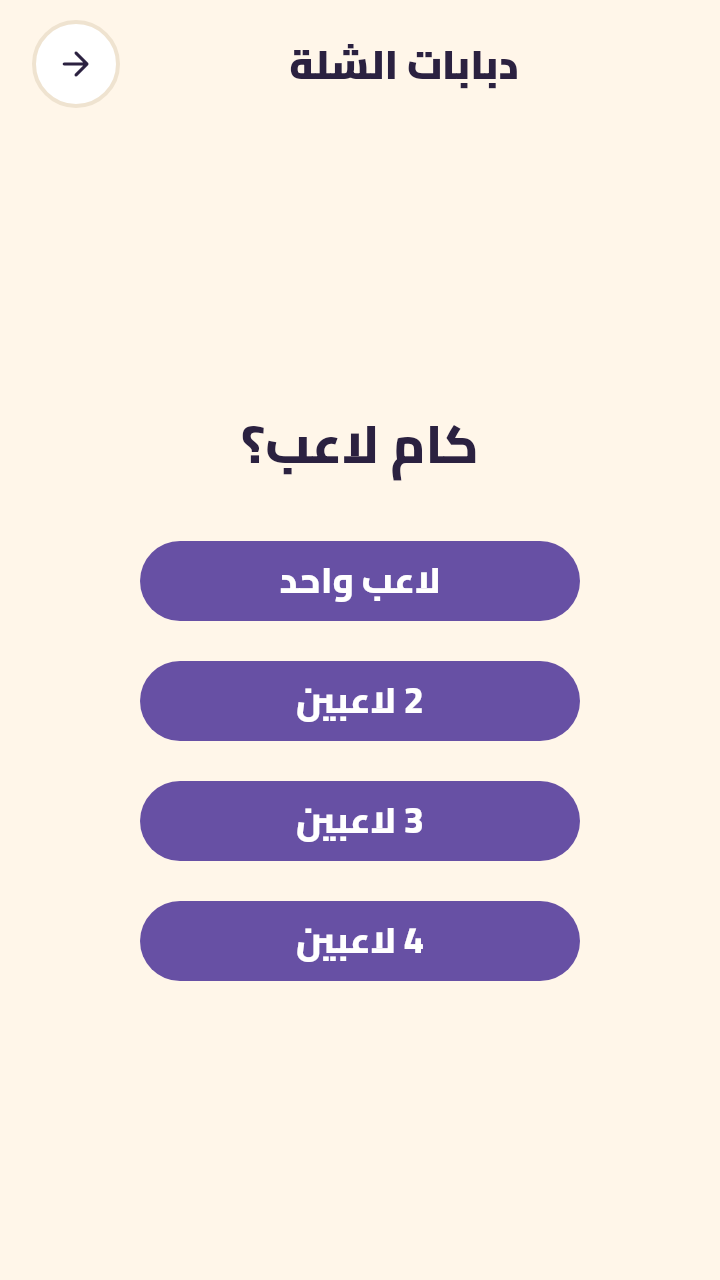 دبابات الشلة
كام لاعب؟
لاعب واحد
2 لاعبين
3 لاعبين
4 لاعبين